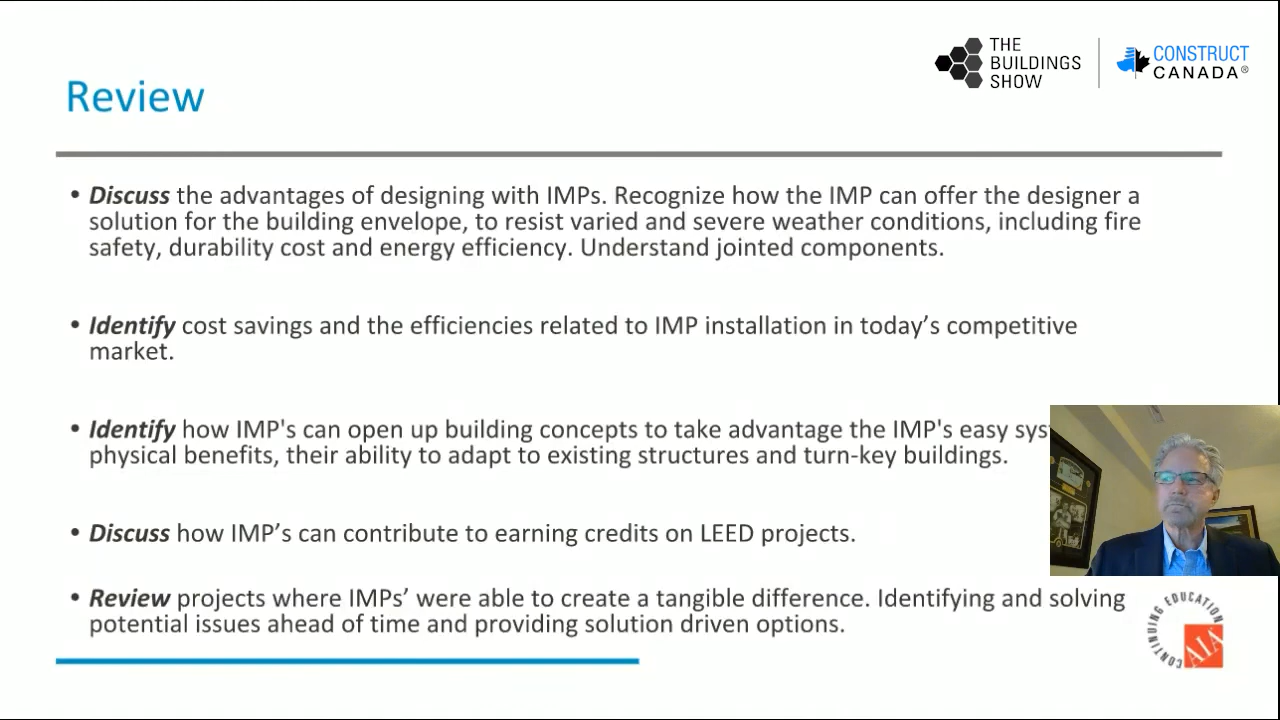 THE
BUILDINGS
SHOW
CONSTRUCT
CANADA®
Review
• Discuss the advantages of designing with IMPs. Recognize how the IMP can offer the designer a
solution for the building envelope, to resist varied and severe weather conditions, including fire
safety, durability cost and energy efficiency. Understand jointed components.
• Identify cost savings and the efficiencies related to IMP installation in today’s competitive
market.
• Identify how IMP's can open up building concepts to take advantage the IMP's easy
physical benefits, their ability to adapt to existing structures and turn-key buildings.
• Discuss how IMP’s can contribute to earning credits on LEED projects.
• Review projects where IMPs’ were able to create a tangible difference. Identifying and solving
potential issues ahead of time and providing solution driven options.
CONTINUING EDUCATION
AIA